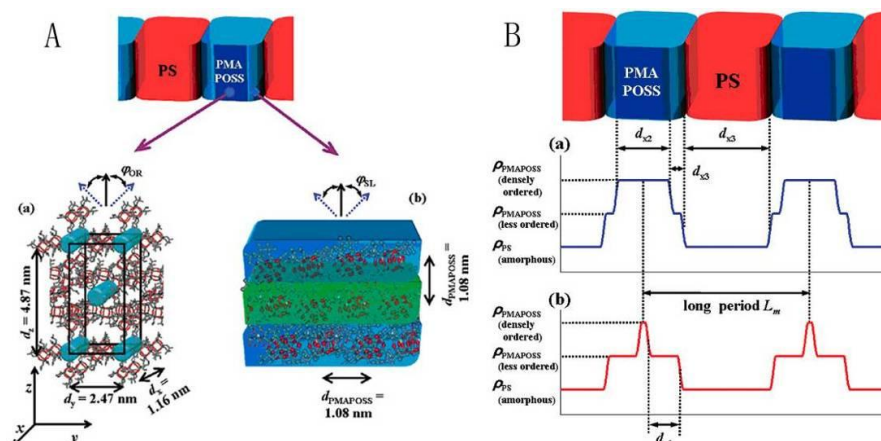 A
PS
PMA
POSS
φOR
(a)
dz = 4.87 nm
dy = 2.47 nm
dx =
1.16 nm
z
x
y
φSL
(b)
dPMAPOSS =
1.08 nm
dPMAPOSS =
1.08 nm
B
PMA
POSS
PS
dx2
dx3
dx3
(a)
ρPMAPOSS
(densely
ordered)
ρPMAPOSS
(less ordered)
ρPS
(amorphous)
(b)
long period Lm
ρPMAPOSS
(densely
ordered)
ρPMAPOSS
(less ordered)
ρPS
(amorphous)